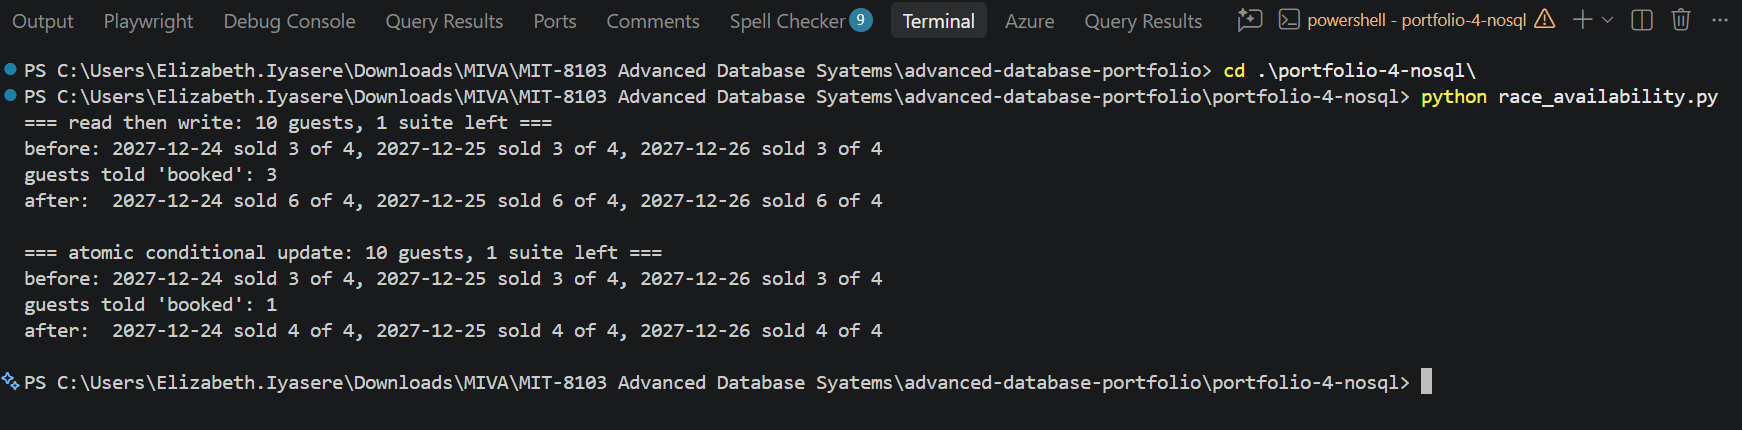 Output Playwright Debug Console Query Results Ports Comments Spell Checker 9 Terminal Azure Query Results powershell - portfolio-4-nosql
PS C:\Users\Elizabeth.Iyasere\Downloads\MIVA\MIT-8103 Advanced Database Syatems\advanced-database-portfolio> cd .\portfolio-4-nosql\
PS C:\Users\Elizabeth.Iyasere\Downloads\MIVA\MIT-8103 Advanced Database Syatems\advanced-database-portfolio\portfolio-4-nosql> python race_availability.py
=== read then write: 10 guests, 1 suite left ===
before: 2027-12-24 sold 3 of 4, 2027-12-25 sold 3 of 4, 2027-12-26 sold 3 of 4
guests told 'booked': 3
after:  2027-12-24 sold 6 of 4, 2027-12-25 sold 6 of 4, 2027-12-26 sold 6 of 4
=== atomic conditional update: 10 guests, 1 suite left ===
before: 2027-12-24 sold 3 of 4, 2027-12-25 sold 3 of 4, 2027-12-26 sold 3 of 4
guests told 'booked': 1
after:  2027-12-24 sold 4 of 4, 2027-12-25 sold 4 of 4, 2027-12-26 sold 4 of 4
PS C:\Users\Elizabeth.Iyasere\Downloads\MIVA\MIT-8103 Advanced Database Syatems\advanced-database-portfolio\portfolio-4-nosql>